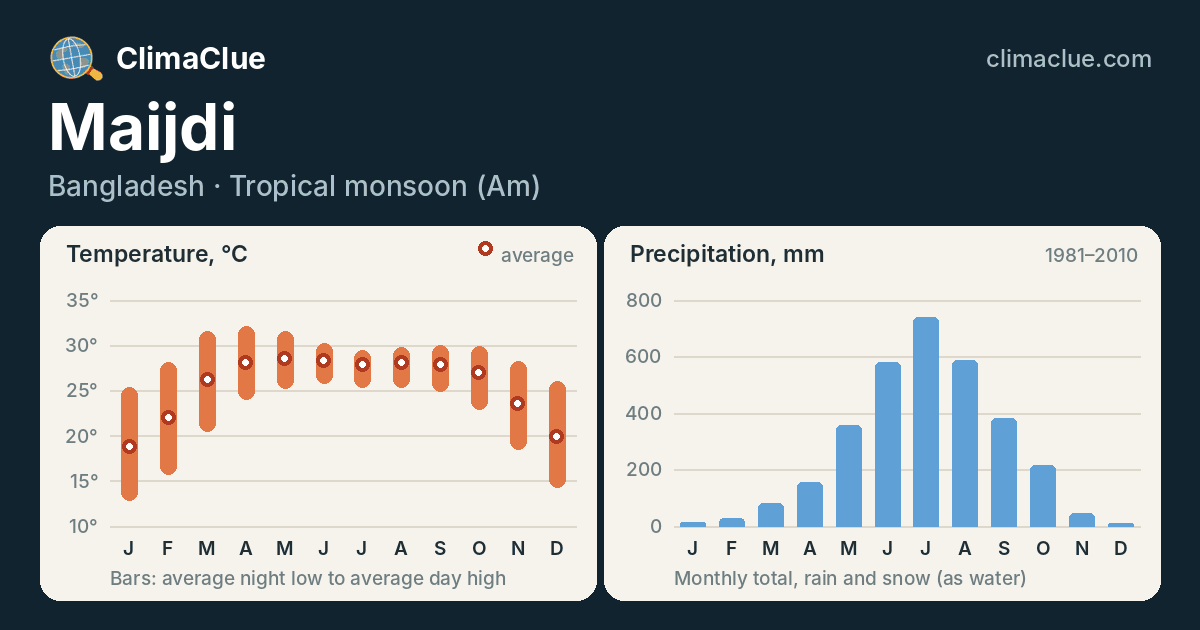 ClimaClue
climaclue.com
Maijdi
Bangladesh · Tropical monsoon (Am)
Temperature, °C
average
35°
30°
25°
20°
15°
10°
J F M A M J J A S O N D
Bars: average night low to average day high
Precipitation, mm
1981–2010
800
600
400
200
0
J F M A M J J A S O N D
Monthly total, rain and snow (as water)